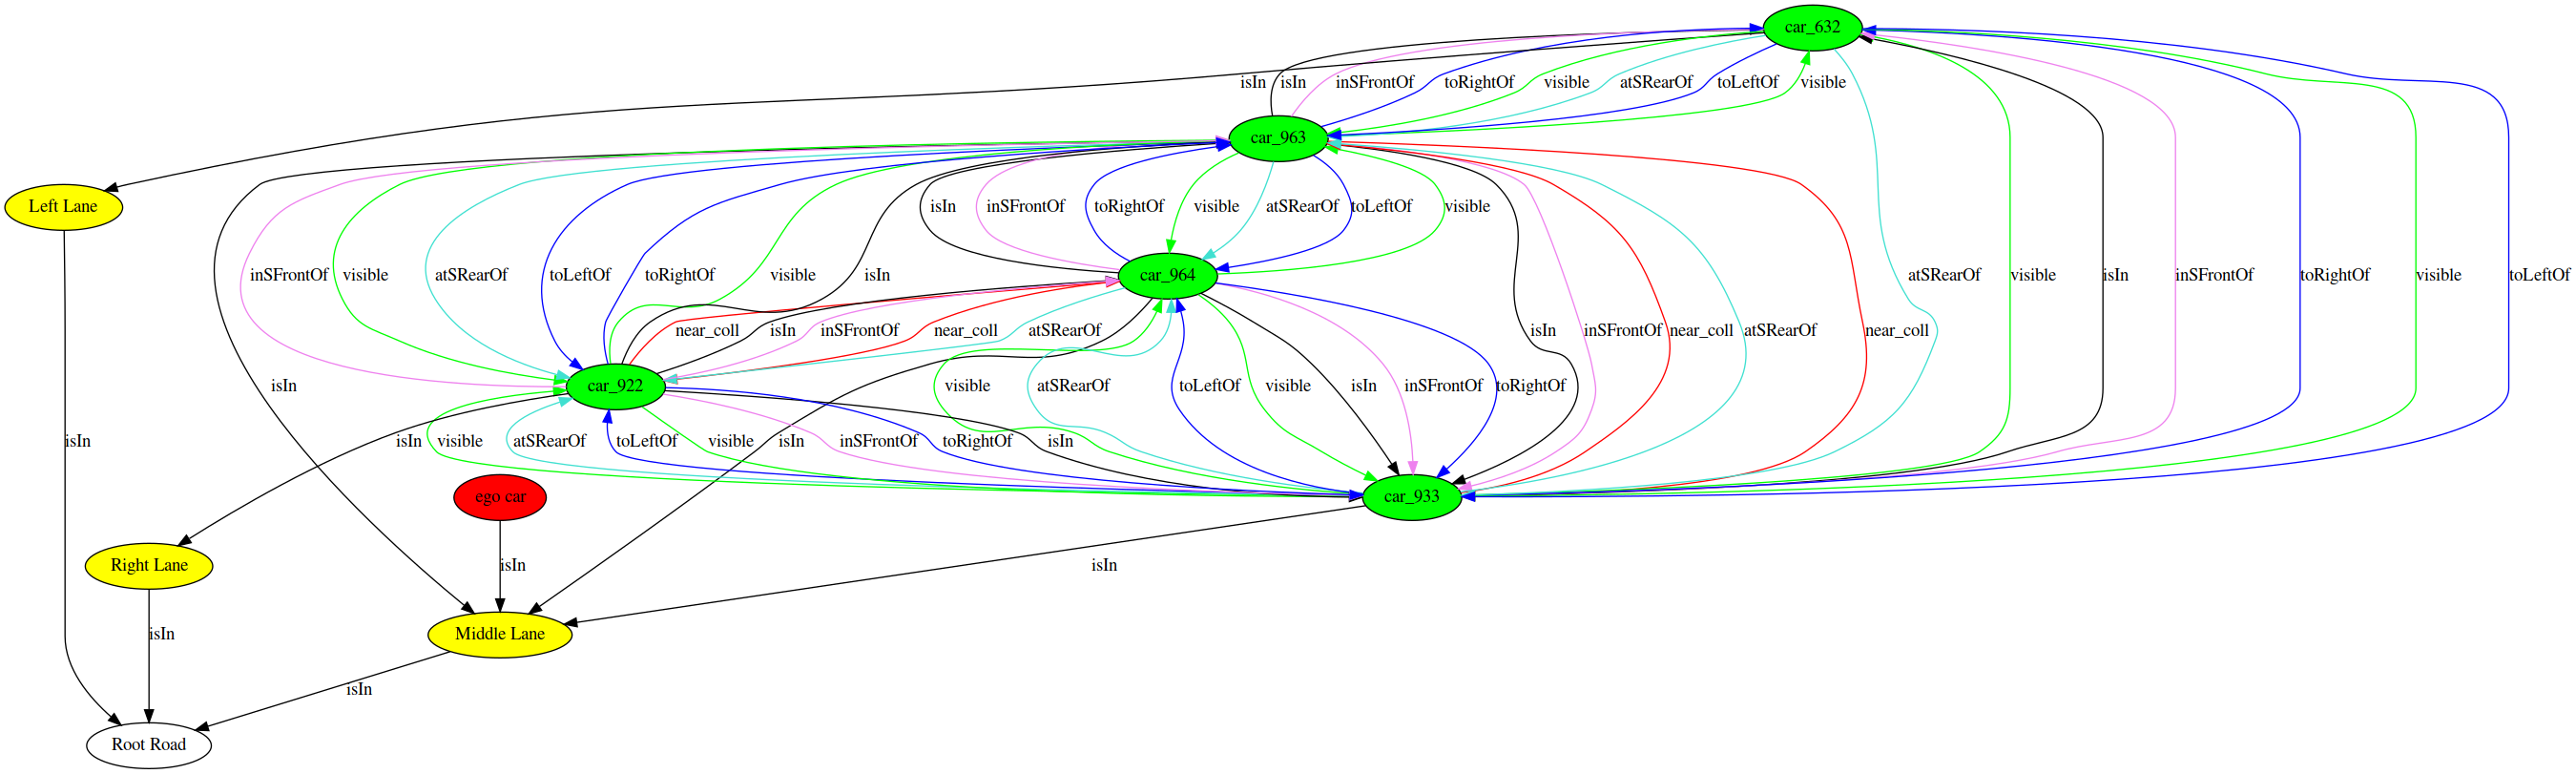 car_632
isIn isIn inSFrontOf toRightOf visible atSRearOf toLeftOf visible
car_963
Left Lane isIn inSFrontOf toRightOf visible atSRearOf toLeftOf visible
inSFrontOf visible atSRearOf toLeftOf toRightOf visible isIn car_964 atSRearOf visible isIn inSFrontOf toRightOf visible toLeftOf
near_coll isIn inSFrontOf near_coll atSRearOf isIn inSFrontOf near_coll atSRearOf near_coll
isIn car_922 visible atSRearOf toLeftOf visible isIn inSFrontOf toRightOf
isIn isIn visible atSRearOf toLeftOf visible isIn inSFrontOf toRightOf isIn
ego car car_933
Right Lane isIn isIn
isIn Middle Lane
isIn
Root Road